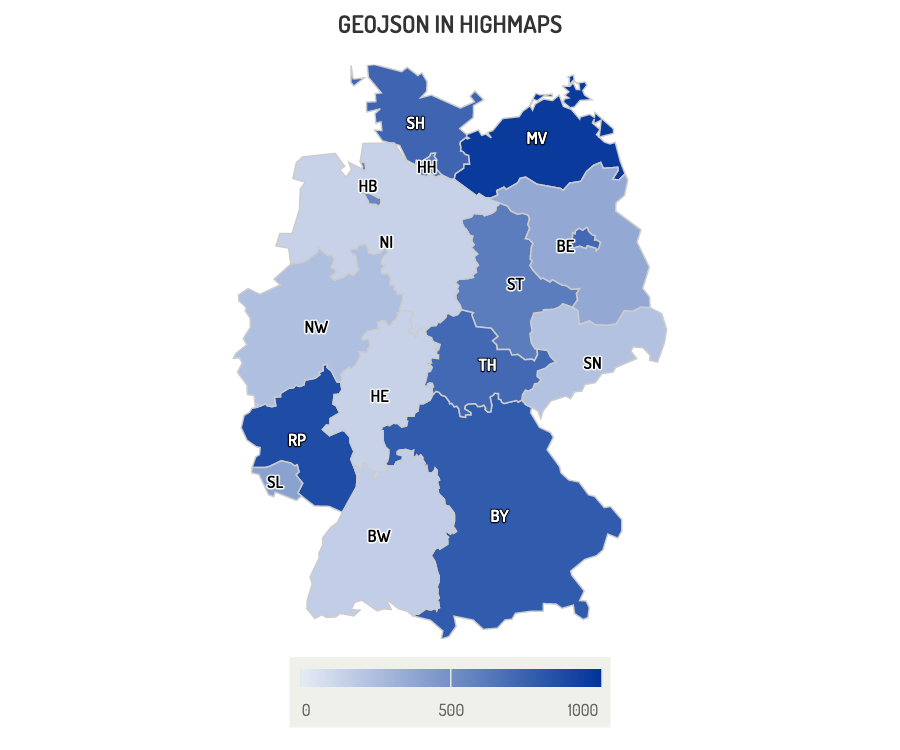 GEOJSON IN HIGHMAPS
SH
MV
HH
HB
NI
BE
ST
NW
SN
TH
HE
RP
SL
BY
BW
0 500 1000